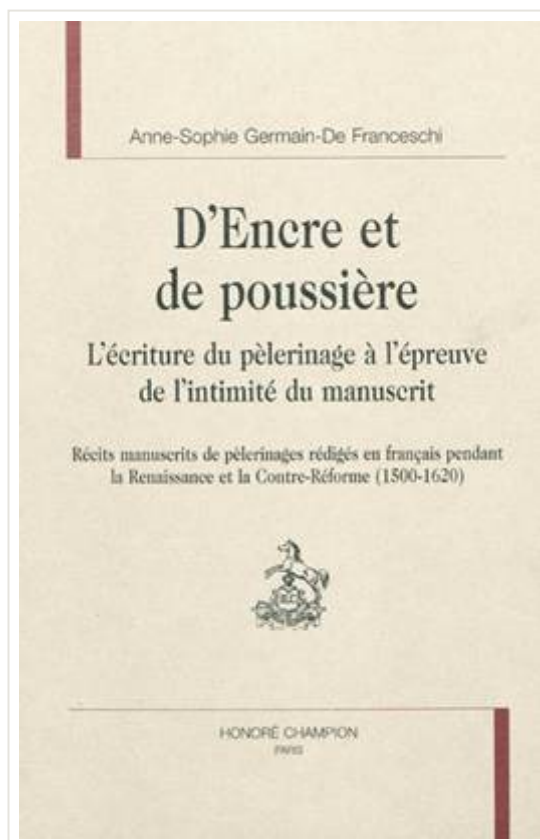 Anne-Sophie Germain-De Franceschi
D'Encre et
de poussière
L'écriture du pèlerinage à l'épreuve
de l'intimité du manuscrit
Récits manuscrits de pèlerinages rédigés en français pendant
la Renaissance et la Contre-Réforme (1500-1620)
HONORÉ CHAMPION
PARIS